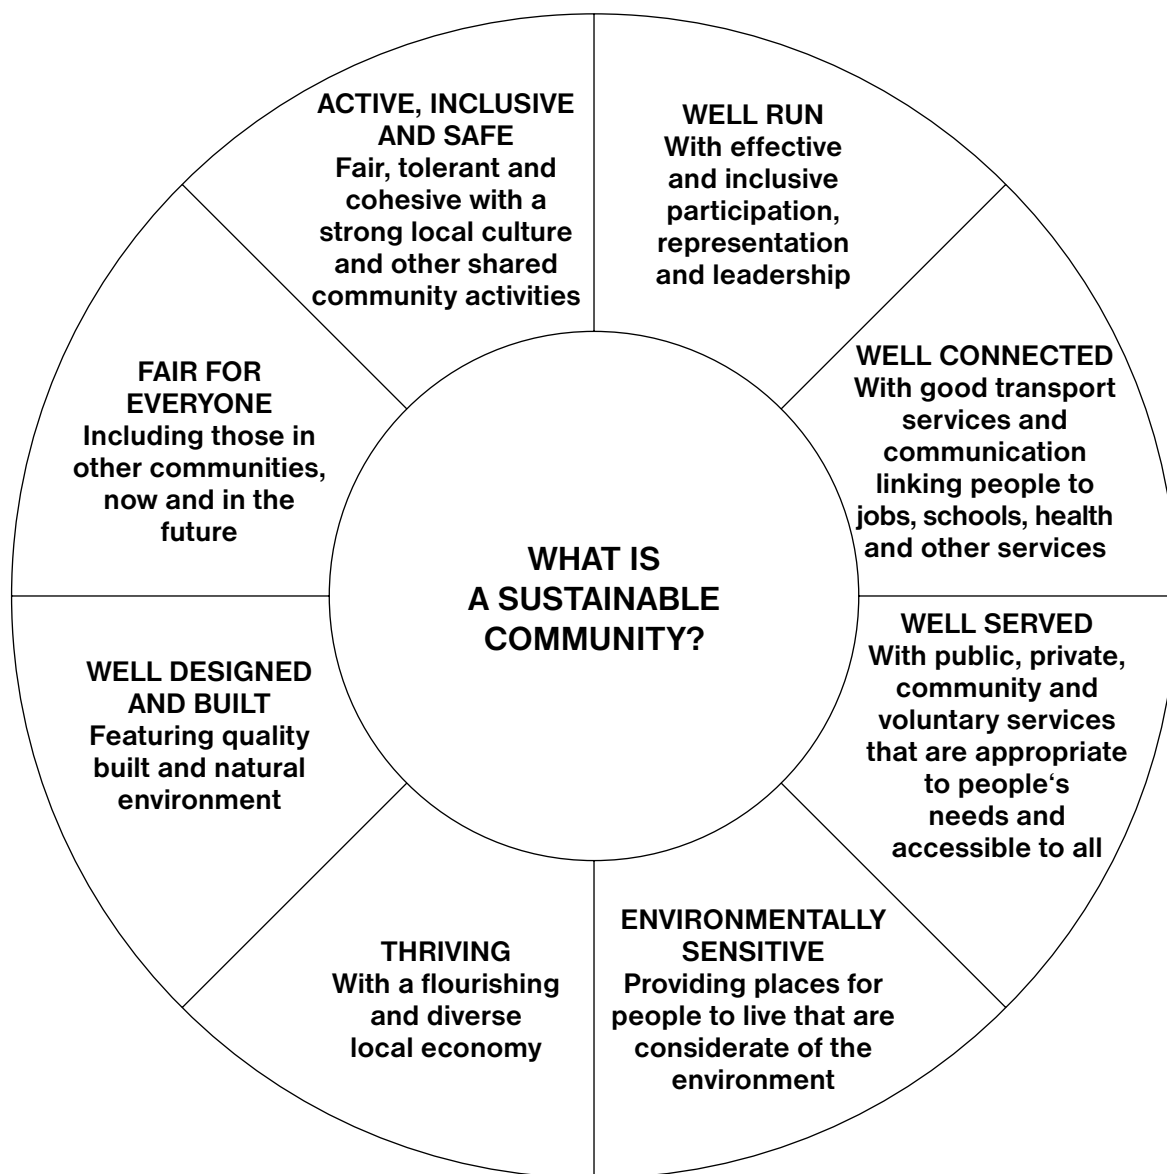 WHAT IS
A SUSTAINABLE
COMMUNITY?
ACTIVE, INCLUSIVE
AND SAFE
Fair, tolerant and
cohesive with a
strong local culture
and other shared
community activities
WELL RUN
With effective
and inclusive
participation,
representation
and leadership
WELL CONNECTED
With good transport
services and
communication
linking people to
jobs, schools, health
and other services
WELL SERVED
With public, private,
community and
voluntary services
that are appropriate
to people‘s
needs and
accessible to all
ENVIRONMENTALLY
SENSITIVE
Providing places for
people to live that are
considerate of the
environment
THRIVING
With a flourishing
and diverse
local economy
WELL DESIGNED
AND BUILT
Featuring quality
built and natural
environment
FAIR FOR
EVERYONE
Including those in
other communities,
now and in the
future